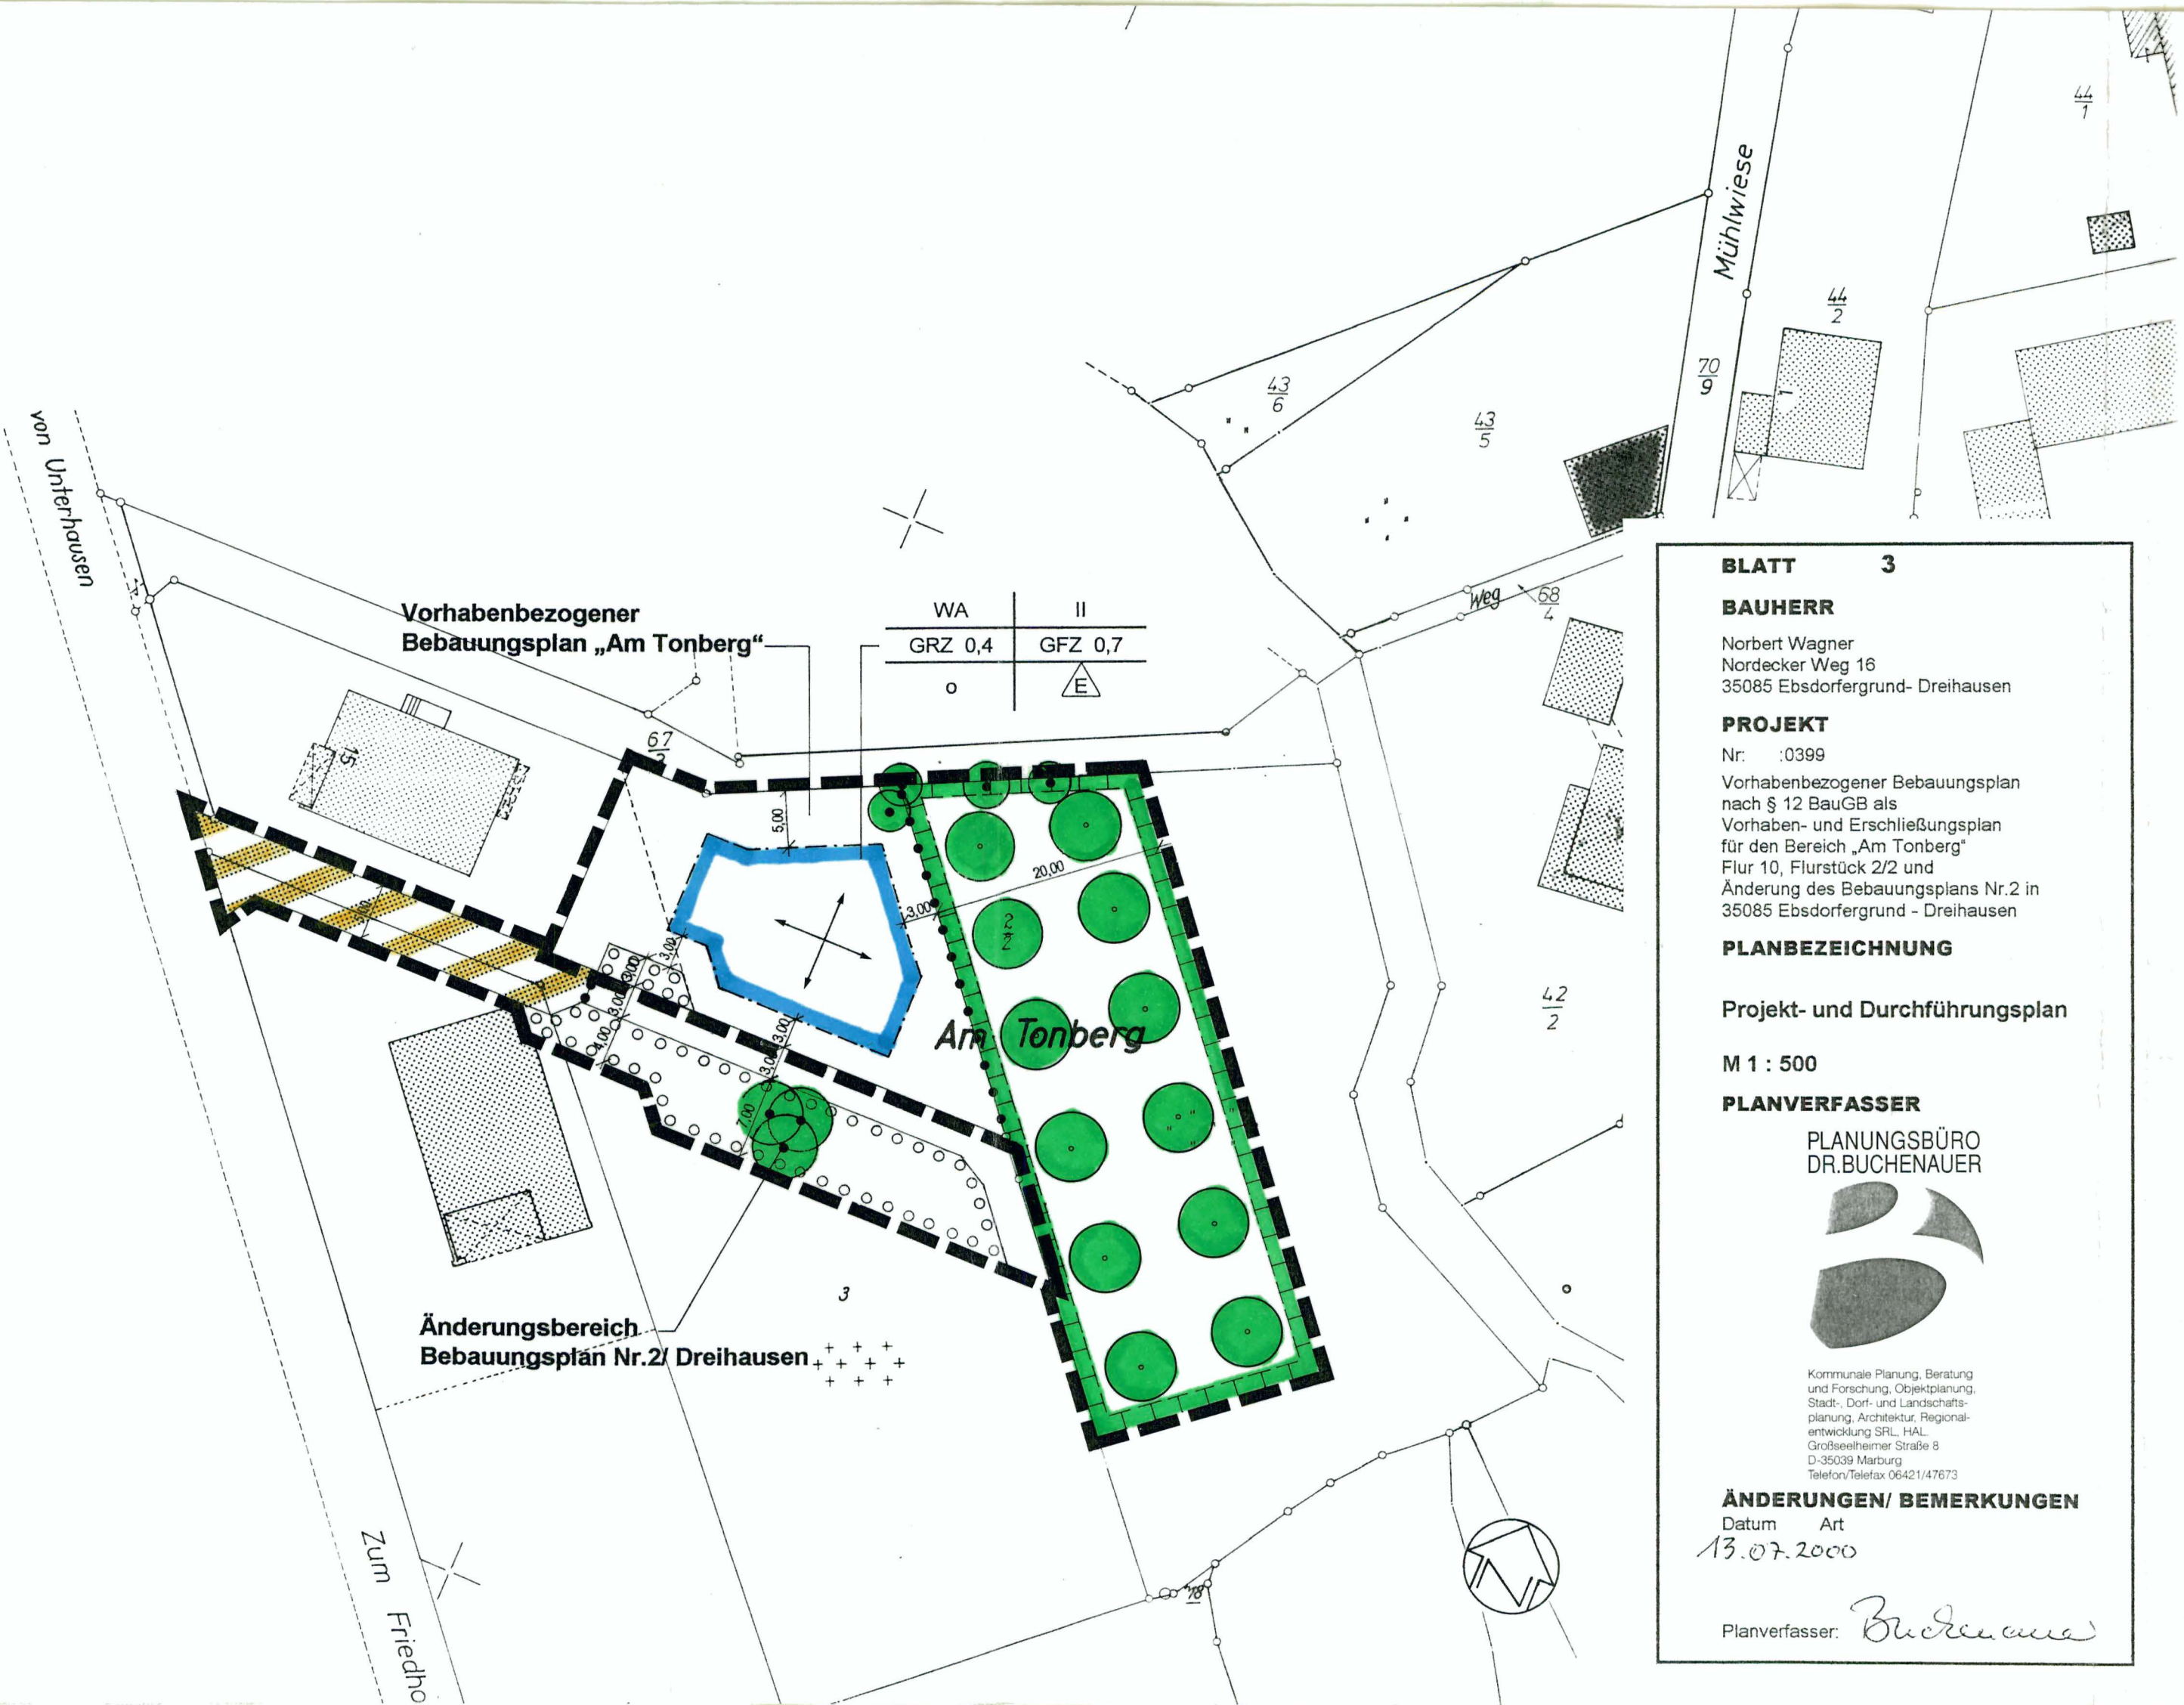 44
1
Mühlwiese
44
2
70
9
43
6
43
5
von Unterhausen
Weg
68
4
Vorhabenbezogener
Bebauungsplan „Am Tonberg“
WA II
GRZ 0,4 GFZ 0,7
o E
67
15
5,00
20,00
3,00
2
2
3,00
3,00
3,00
4,00
3,00
3,00
7,00
Am Tonberg
42
2
3
Änderungsbereich
Bebauungsplan Nr.2/ Dreihausen
Zum Friedho
78
BLATT 3
BAUHERR
Norbert Wagner
Nordecker Weg 16
35085 Ebsdorfergrund- Dreihausen
PROJEKT
Nr: :0399
Vorhabenbezogener Bebauungsplan
nach § 12 BauGB als
Vorhaben- und Erschließungsplan
für den Bereich „Am Tonberg“
Flur 10, Flurstück 2/2 und
Änderung des Bebauungsplans Nr.2 in
35085 Ebsdorfergrund - Dreihausen
PLANBEZEICHNUNG
Projekt- und Durchführungsplan
M 1 : 500
PLANVERFASSER
PLANUNGSBÜRO
DR.BUCHENAUER
Kommunale Planung, Beratung
und Forschung, Objektplanung,
Stadt-, Dorf- und Landschafts-
planung, Architektur, Regional-
entwicklung SRL, HAL
Großseelheimer Straße 8
D-35039 Marburg
Telefon/Telefax 06421/47673
ÄNDERUNGEN/ BEMERKUNGEN
Datum Art
13.07.2000
Planverfasser: Buchenauer